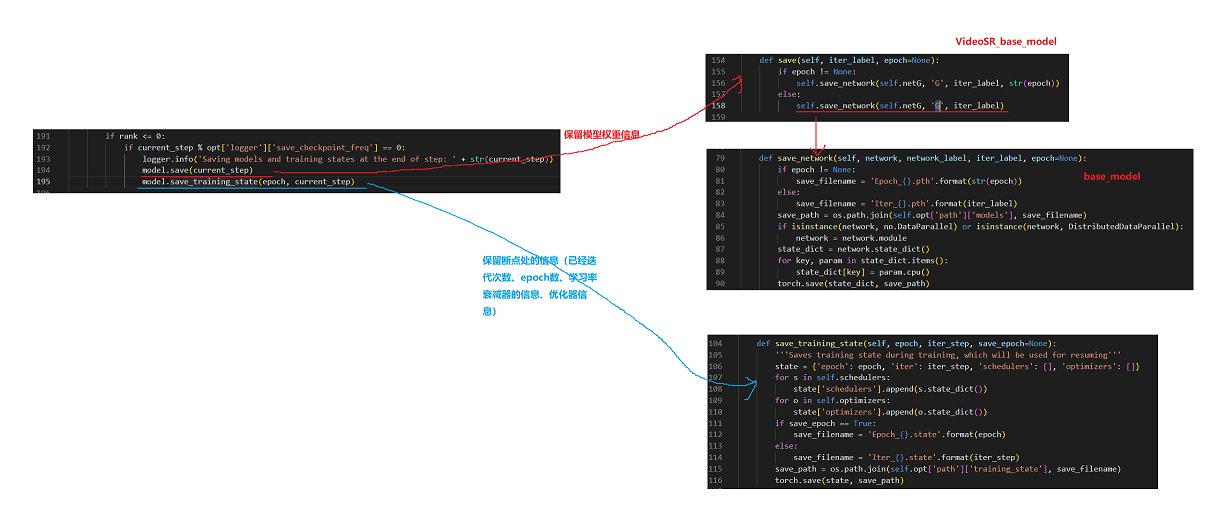 VideoSR_base_model
154 def save(self, iter_label, epoch=None):
155 if epoch != None:
156 self.save_network(self.netG, 'G', iter_label, str(epoch))
157 else:
158 self.save_network(self.netG, 'G', iter_label)
159
保留模型权重信息
191 if rank <= 0:
192 if current_step % opt['logger']['save_checkpoint_freq'] == 0:
193 logger.info('Saving models and training states at the end of step: ' + str(current_step))
194 model.save(current_step)
195 model.save_training_state(epoch, current_step)
base_model
79 def save_network(self, network, network_label, iter_label, epoch=None):
80 if epoch != None:
81 save_filename = 'Epoch_{}.pth'.format(str(epoch))
82 else:
83 save_filename = 'Iter_{}.pth'.format(iter_label)
84 save_path = os.path.join(self.opt['path']['models'], save_filename)
85 if isinstance(network, nn.DataParallel) or isinstance(network, DistributedDataParallel):
86 network = network.module
87 state_dict = network.state_dict()
88 for key, param in state_dict.items():
89 state_dict[key] = param.cpu()
90 torch.save(state_dict, save_path)
保留断点处的信息（已经迭
代次数、epoch数、学习率
衰减器的信息、优化器信
息）
104 def save_training_state(self, epoch, iter_step, save_epoch=None):
105 '''Saves training state during training, which will be used for resuming'''
106 state = {'epoch': epoch, 'iter': iter_step, 'schedulers': [], 'optimizers': []}
107 for s in self.schedulers:
108 state['schedulers'].append(s.state_dict())
109 for o in self.optimizers:
110 state['optimizers'].append(o.state_dict())
111 if save_epoch == True:
112 save_filename = 'Epoch_{}.state'.format(epoch)
113 else:
114 save_filename = 'Iter_{}.state'.format(iter_step)
115 save_path = os.path.join(self.opt['path']['training_state'], save_filename)
116 torch.save(state, save_path)